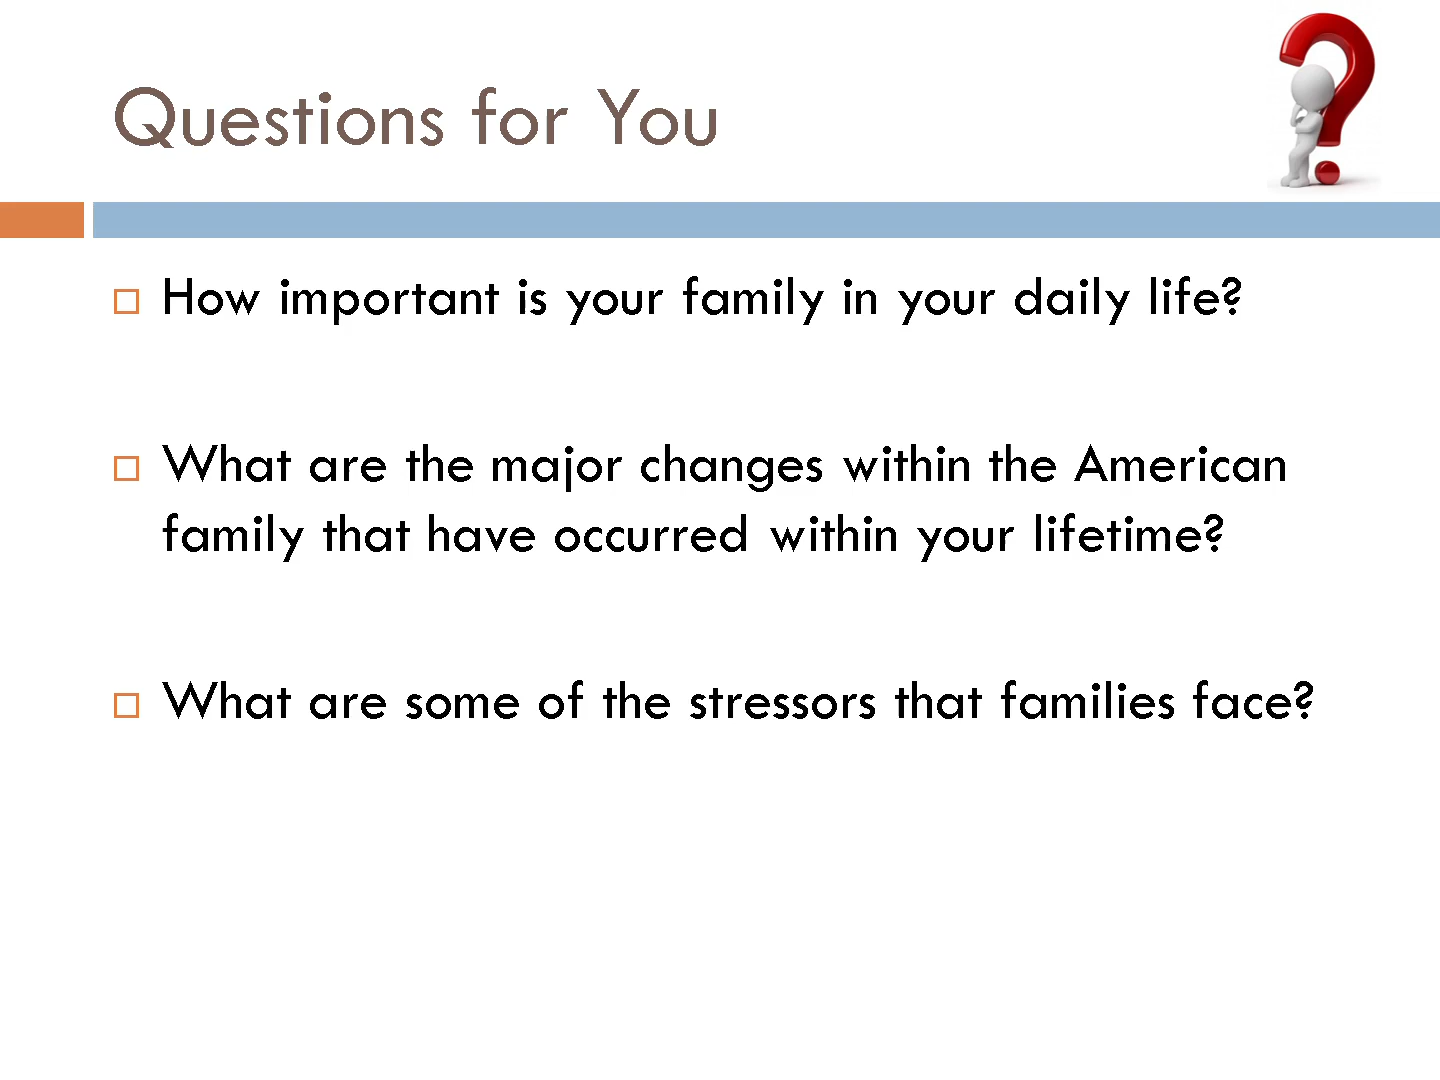 Questions for You
How important is your family in your daily life?
What are the major changes within the American
family that have occurred within your lifetime?
What are some of the stressors that families face?